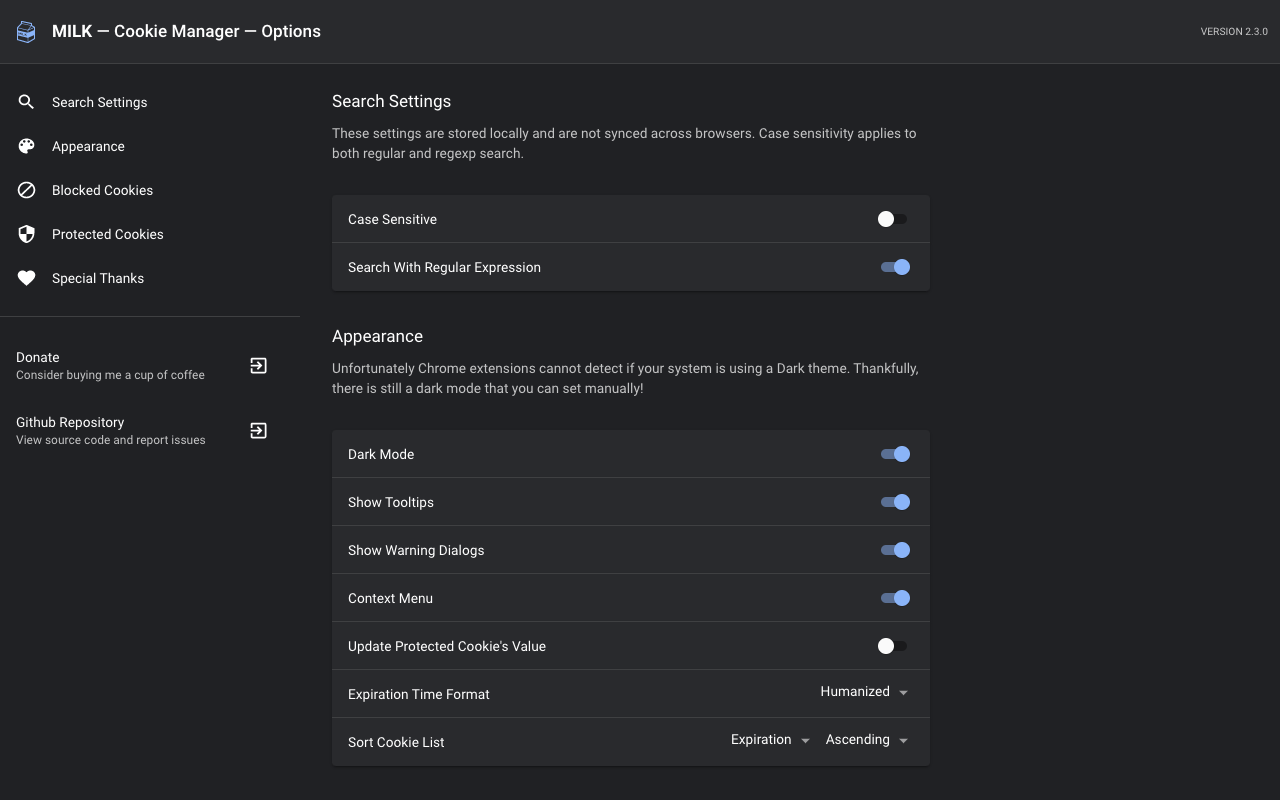 MILK — Cookie Manager — Options
VERSION 2.3.0
Search Settings
Appearance
Blocked Cookies
Protected Cookies
Special Thanks
Donate
Consider buying me a cup of coffee
Github Repository
View source code and report issues
Search Settings
These settings are stored locally and are not synced across browsers. Case sensitivity applies to
both regular and regexp search.
Case Sensitive
Search With Regular Expression
Appearance
Unfortunately Chrome extensions cannot detect if your system is using a Dark theme. Thankfully,
there is still a dark mode that you can set manually!
Dark Mode
Show Tooltips
Show Warning Dialogs
Context Menu
Update Protected Cookie's Value
Expiration Time Format Humanized
Sort Cookie List Expiration Ascending